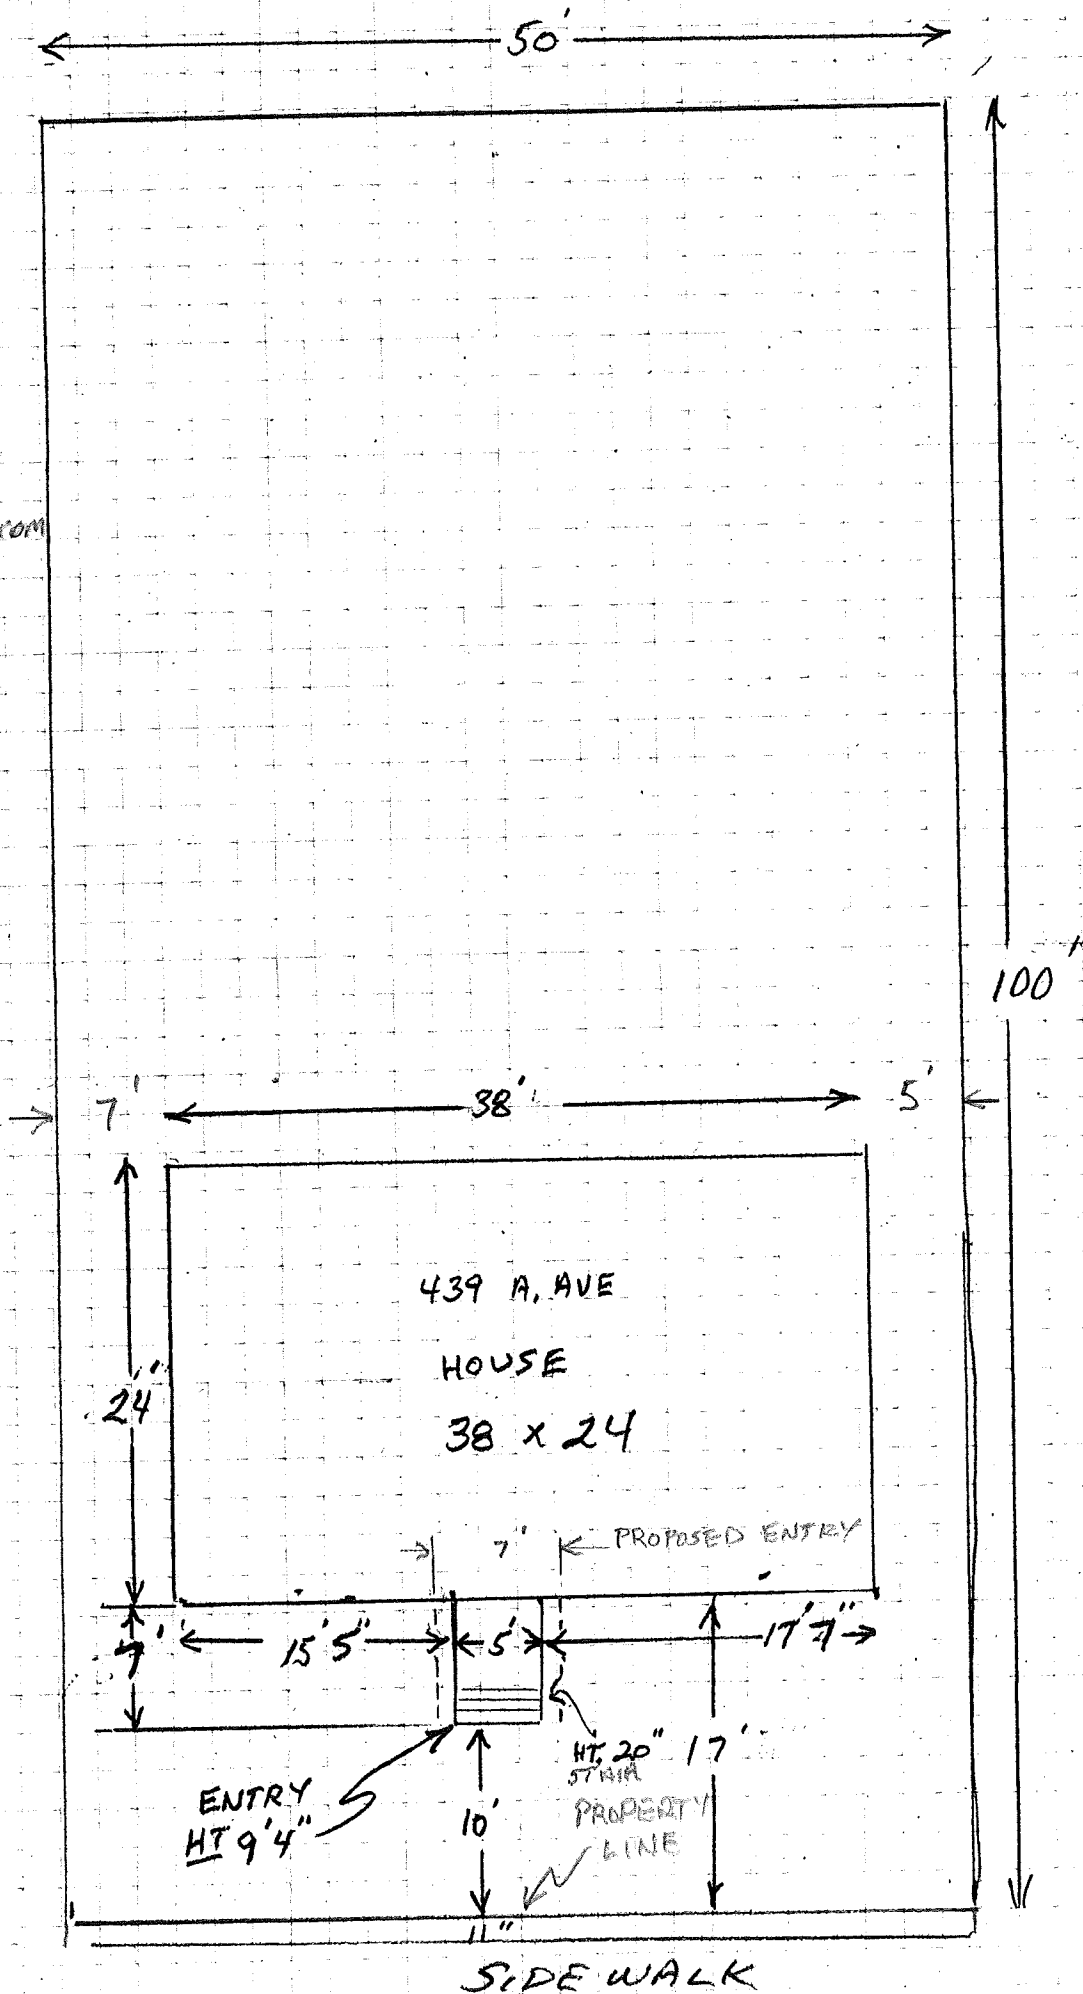 50'
100
7' 38' 5'
24'
439 A. AVE
HOUSE
38 x 24
7' PROPOSED ENTRY
7' 15' 5" 5' 17' 7"
HT. 20"
STAIR
17'
ENTRY
HT 9'4"
10'
PROPERTY
LINE
11"
SIDEWALK